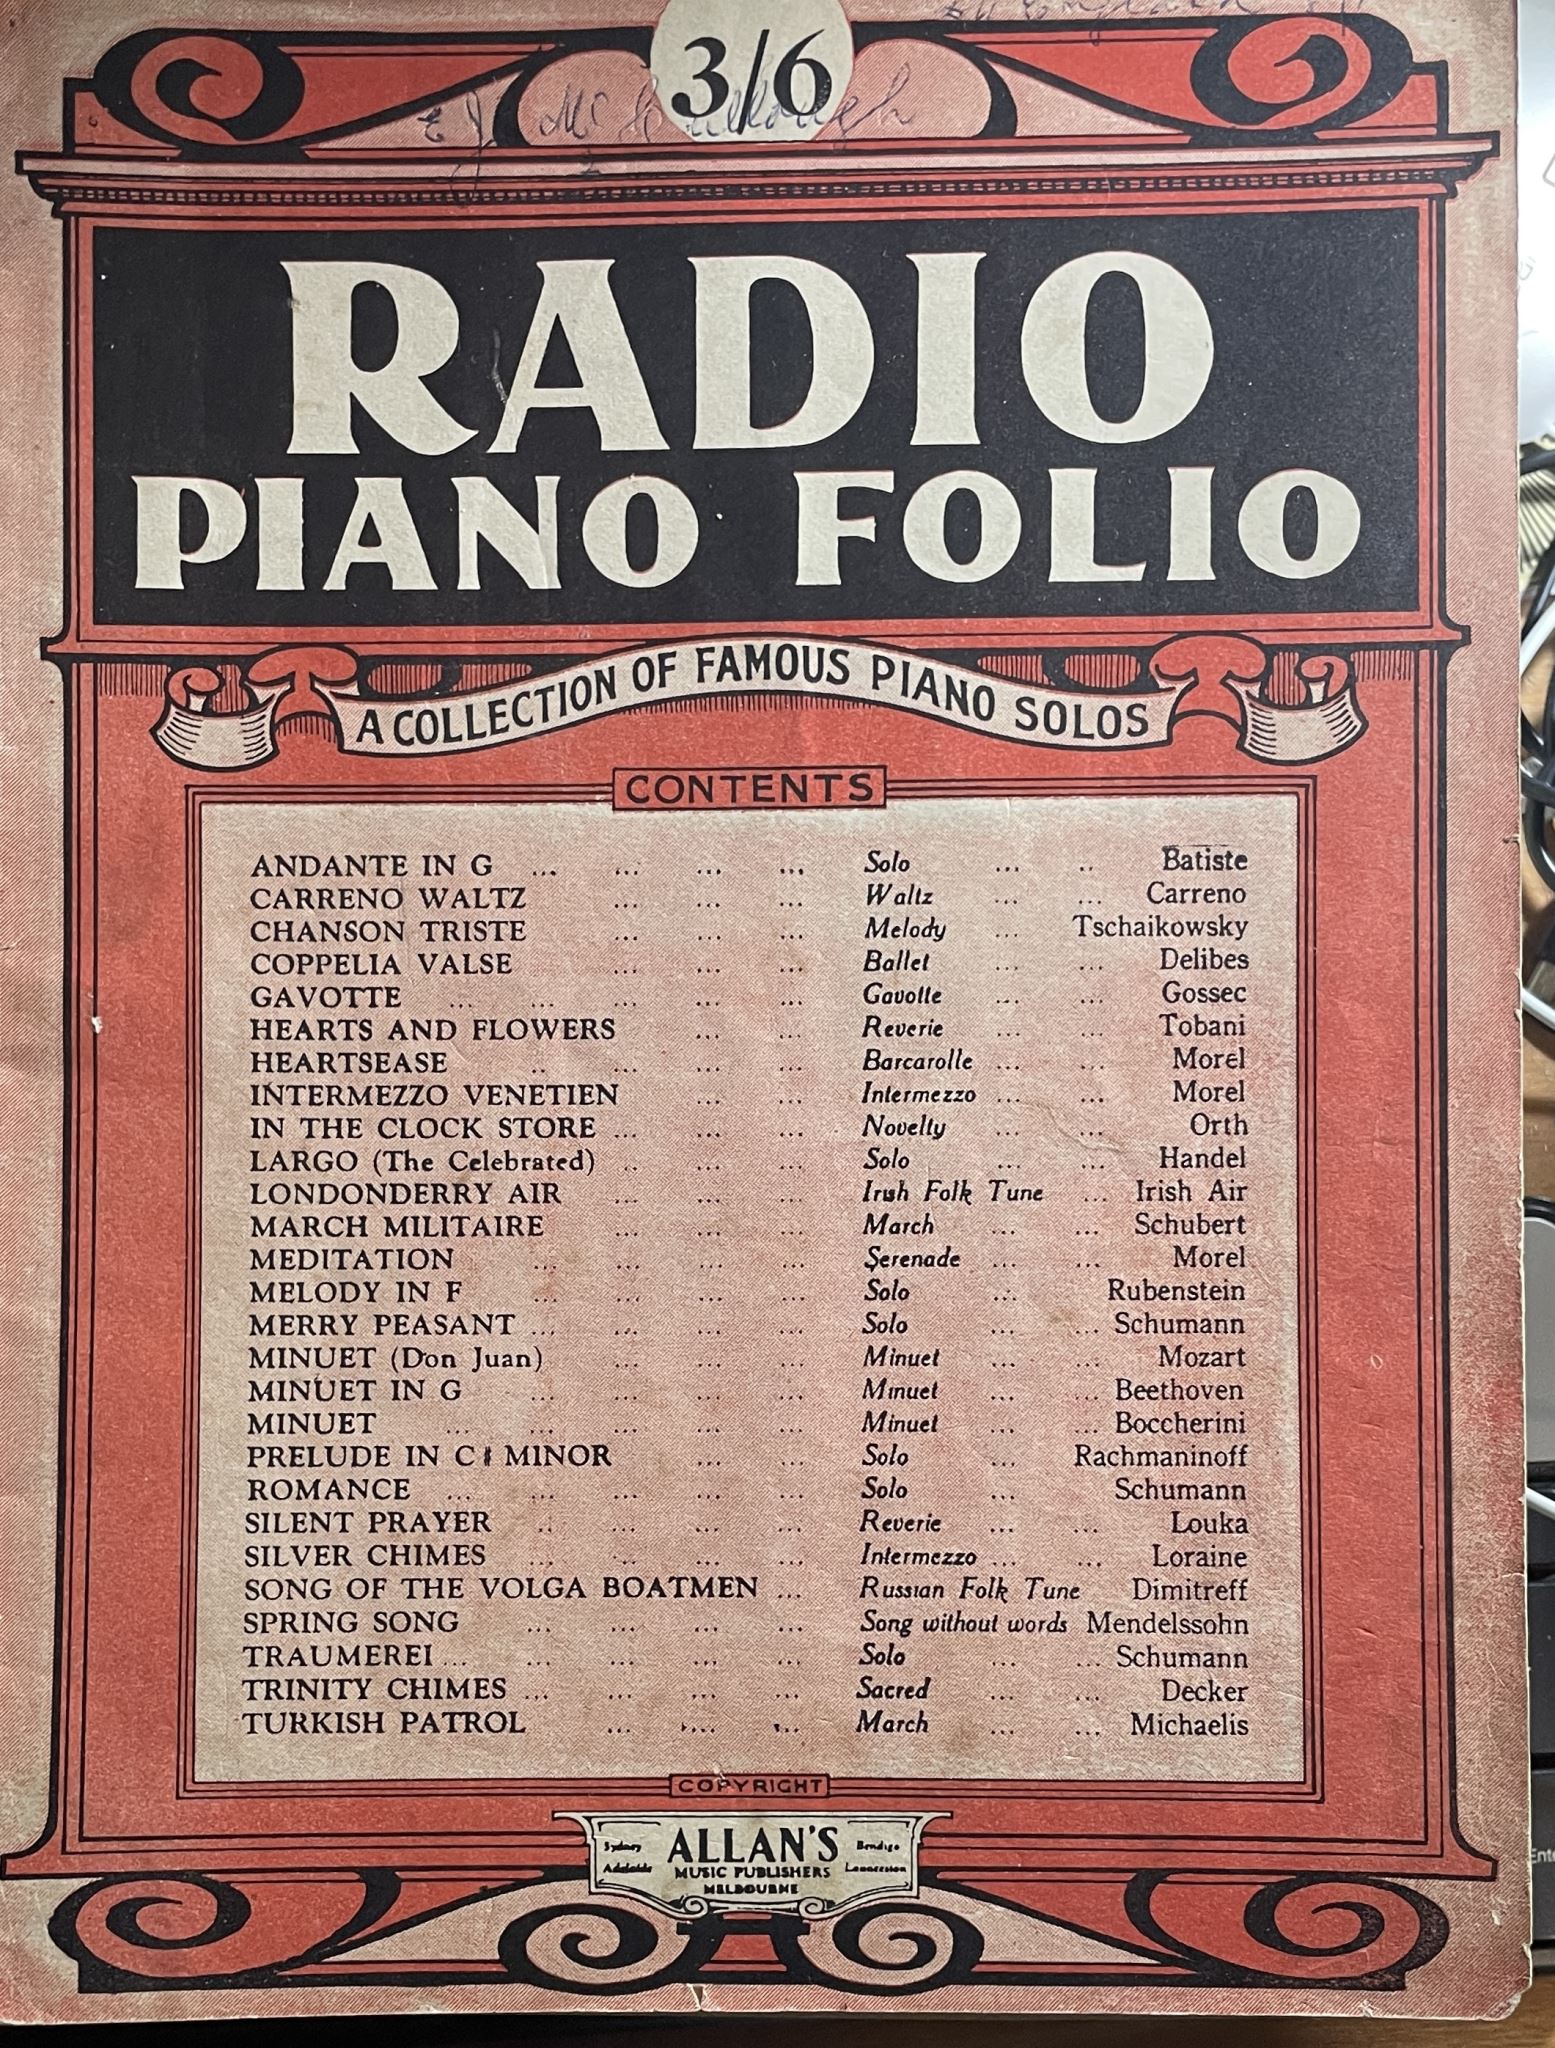 3/6
RADIO
PIANO FOLIO
A COLLECTION OF FAMOUS PIANO SOLOS
CONTENTS
ANDANTE IN G ... ... ... ... Solo ... .. Batiste
CARRENO WALTZ ... ... ... Waltz ... ... Carreno
CHANSON TRISTE ... ... ... Melody ... Tschaikowsky
COPPELIA VALSE ... ... ... Ballet ... ... Delibes
GAVOTTE ... ... ... ... ... Gavotte ... ... Gossec
HEARTS AND FLOWERS ... ... Reverie ... ... Tobani
HEARTSEASE .. ... ... ... Barcarolle ... ... Morel
INTERMEZZO VENETIEN ... ... Intermezzo ... ... Morel
IN THE CLOCK STORE ... ... ... Novelty ... ... Orth
LARGO (The Celebrated) .. ... ... Solo ... ... Handel
LONDONDERRY AIR ... ... ... Irish Folk Tune ... Irish Air
MARCH MILITAIRE ... ... ... March ... ... Schubert
MEDITATION ... ... ... ... Serenade ... ... Morel
MELODY IN F ... ... ... ... Solo ... Rubenstein
MERRY PEASANT ... ... ... ... Solo ... ... Schumann
MINUET (Don Juan) ... ... ... Minuet ... ... Mozart
MINUET IN G ... ... ... ... Minuet ... ... Beethoven
MINUET ... ... ... ... ... Minuet ... ... Boccherini
PRELUDE IN C♯ MINOR ... ... Solo ... Rachmaninoff
ROMANCE ... ... ... ... ... Solo ... Schumann
SILENT PRAYER .. ... ... ... Reverie ... ... Louka
SILVER CHIMES ... .. ... ... Intermezzo ... ... Loraine
SONG OF THE VOLGA BOATMEN ... Russian Folk Tune Dimitreff
SPRING SONG ... ... ... ... Song without words Mendelssohn
TRAUMEREI ... ... ... ... ... Solo ... ... Schumann
TRINITY CHIMES ... ... ... ... Sacred ... ... Decker
TURKISH PATROL ... .... ... March ... ... Michaelis
COPYRIGHT
Sydney ALLAN'S Bendigo
Adelaide MUSIC PUBLISHERS Launceston
MELBOURNE